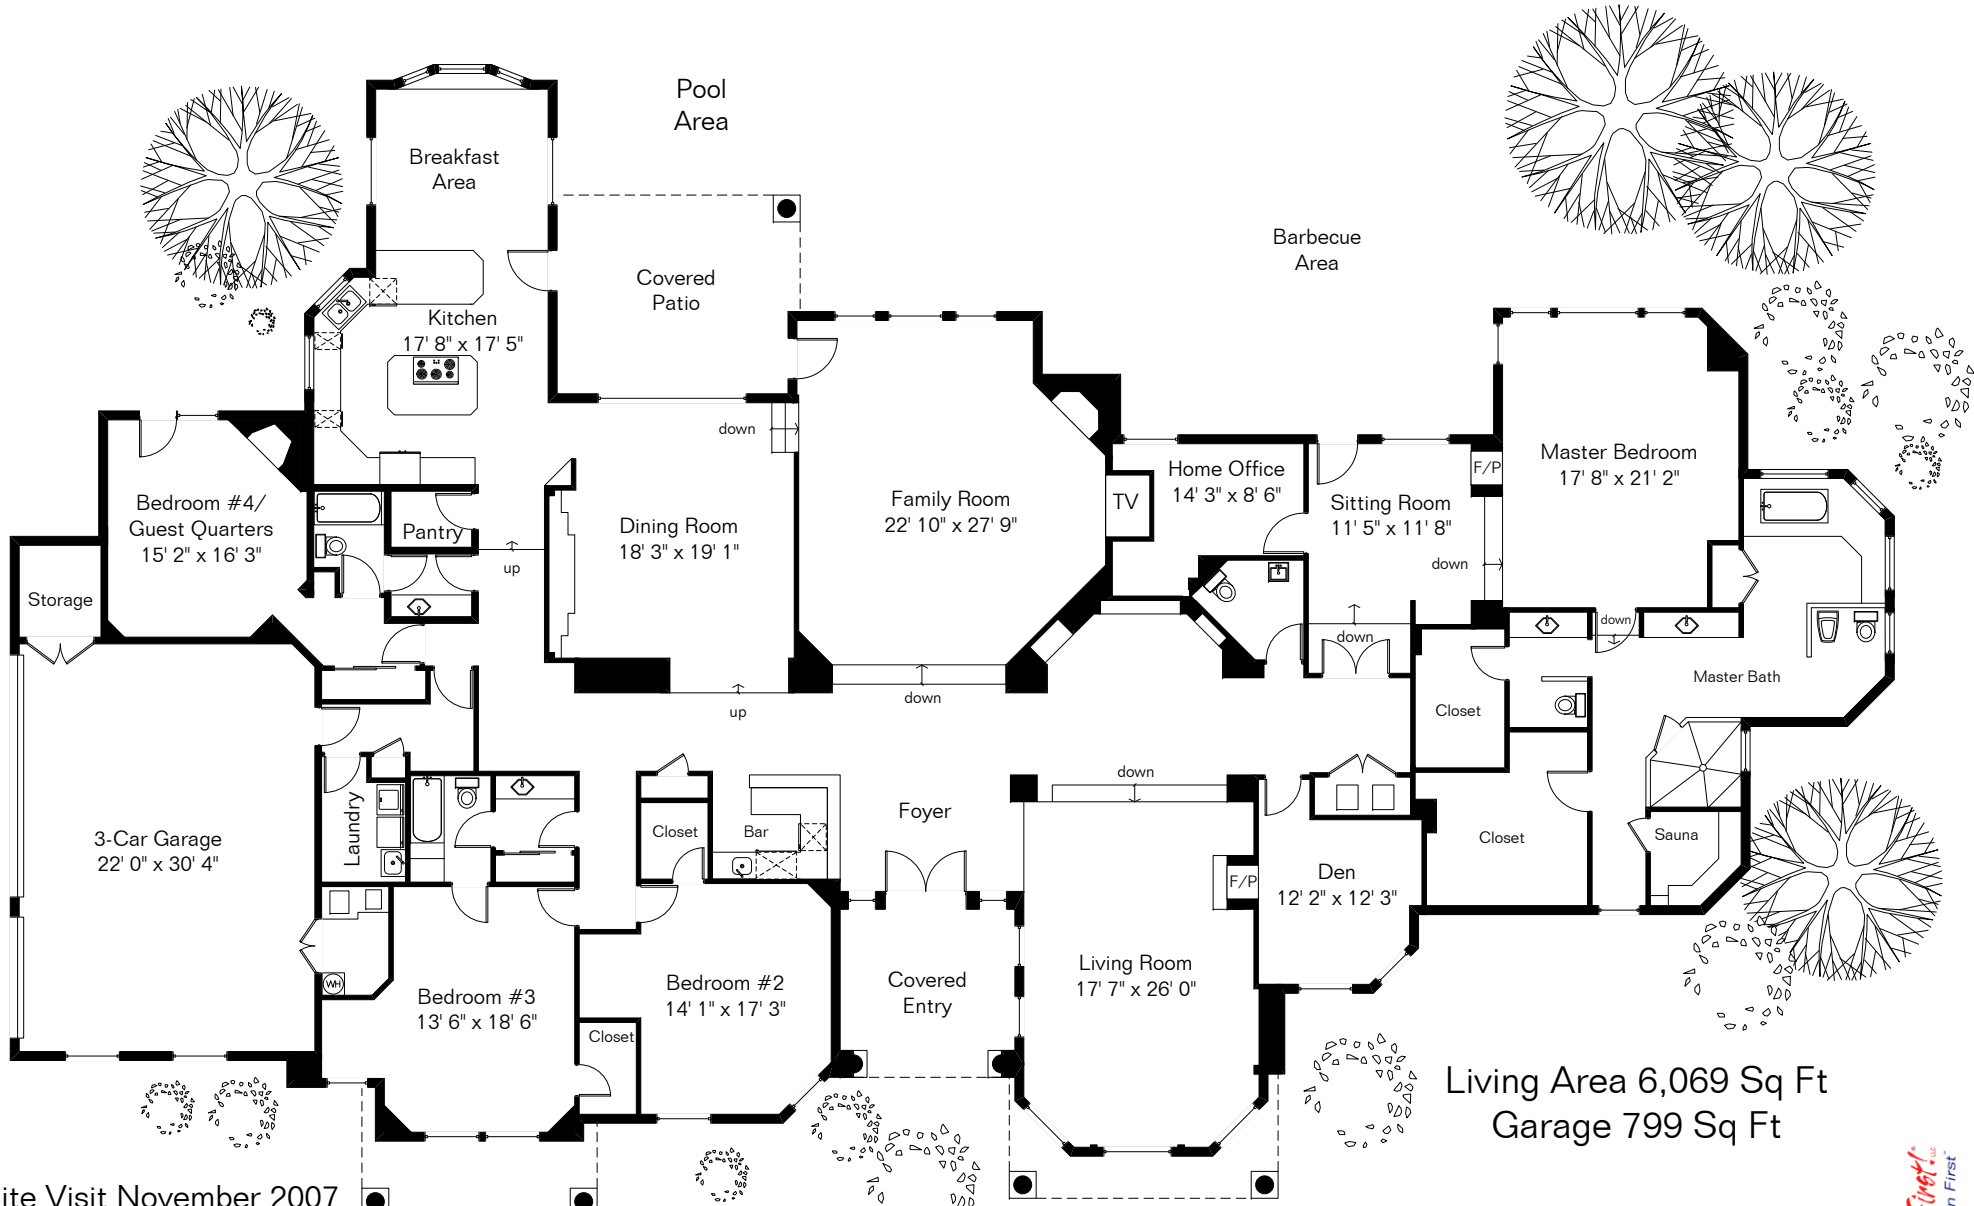 Pool
Area
Breakfast
Area
Barbecue
Area
Covered
Patio
Kitchen
17' 8" x 17' 5"
down
Master Bedroom
17' 8" x 21' 2"
F/P
Home Office
14' 3" x 8' 6"
Sitting Room
11' 5" x 11' 8"
TV
Family Room
22' 10" x 27' 9"
Bedroom #4/
Guest Quarters
15' 2" x 16' 3"
Pantry
Dining Room
18' 3" x 19' 1"
up
down
Storage
down
down
Master Bath
Closet
down
up
down
Foyer
Closet
Bar
Laundry
3-Car Garage
22' 0" x 30' 4"
Closet
Sauna
Den
12' 2" x 12' 3"
F/P
Living Room
17' 7" x 26' 0"
Covered
Entry
WH
Bedroom #3
13' 6" x 18' 6"
Bedroom #2
14' 1" x 17' 3"
Closet
Living Area 6,069 Sq Ft
Garage 799 Sq Ft
ite Visit November 2007
First!
n First